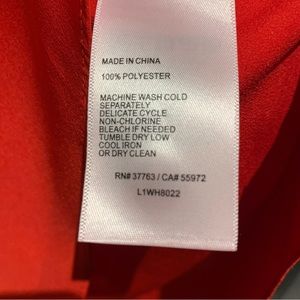 MADE IN CHINA
100% POLYESTER
MACHINE WASH COLD
SEPARATELY
DELICATE CYCLE
NON-CHLORINE
BLEACH IF NEEDED
TUMBLE DRY LOW
COOL IRON
OR DRY CLEAN
RN# 37763 / CA# 55972
L1WH8022